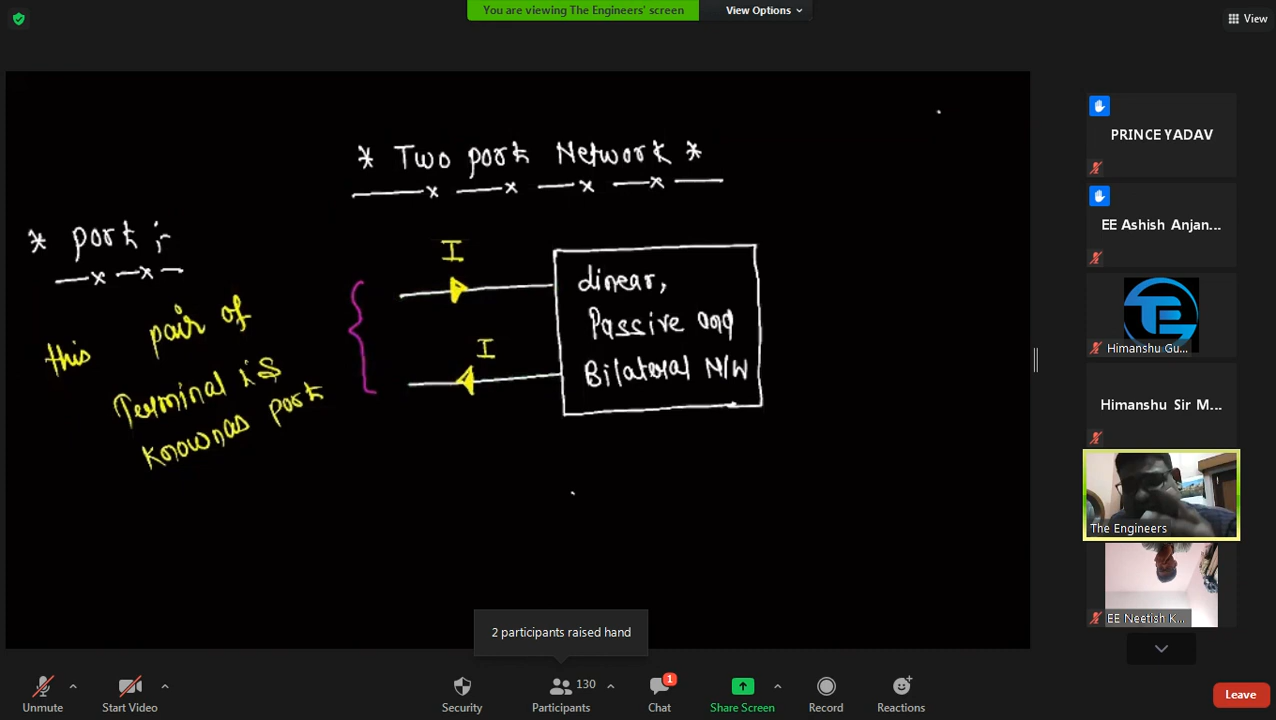 You are viewing The Engineers' screen
View Options
View
* Two port Network *
* port :-
this pair of
Terminal is
known as port
I
I
Linear,
Passive and
Bilateral N/W
PRINCE YADAV
EE Ashish Anjan...
Himanshu Gu...
Himanshu Sir M...
The Engineers
EE Neetish K...
2 participants raised hand
Unmute
Start Video
Security
130
Participants
1
Chat
Share Screen
Record
Reactions
Leave